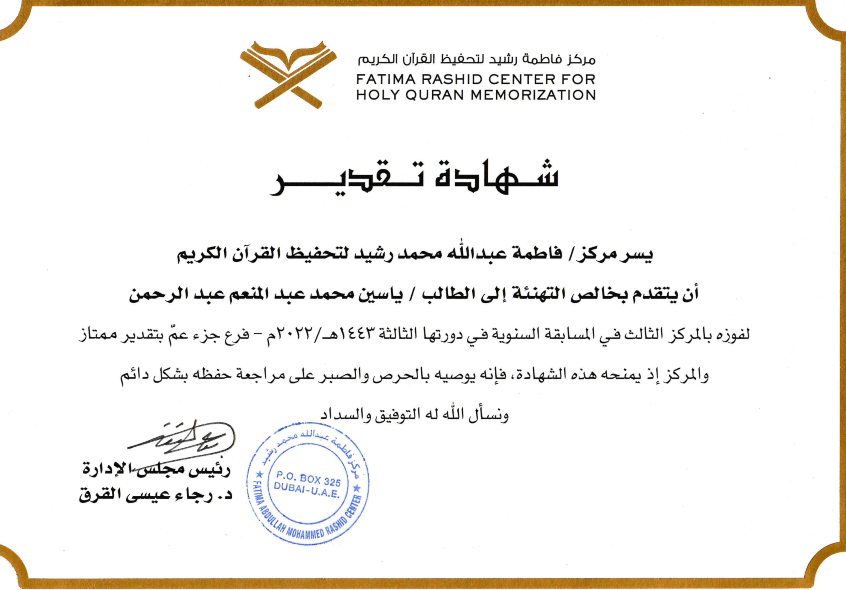 مركز فاطمة رشيد لتحفيظ القرآن الكريم
FATIMA RASHID CENTER FOR
HOLY QURAN MEMORIZATION
شهادة تقدير
يسر مركز/ فاطمة عبدالله محمد رشيد لتحفيظ القرآن الكريم
أن يتقدم بخالص التهنئة إلى الطالب / ياسين محمد عبد المنعم عبد الرحمن
لفوزه بالمركز الثالث في المسابقة السنوية في دورتها الثالثة ١٤٤٣هـ/٢٠٢٢م – فرع جزء عمّ بتقدير ممتاز
والمركز إذ يمنحه هذه الشهادة، فإنه يوصيه بالحرص والصبر على مراجعة حفظه بشكل دائم
ونسأل الله له التوفيق والسداد
رئيس مجلس الإدارة
د. رجاء عيسى القرق
مركز فاطمة عبدالله محمد رشيد
P.O. BOX 325
DUBAI - U.A.E.
★ FATIMA ABDULLAH MOHAMMED RASHID CENTER ★